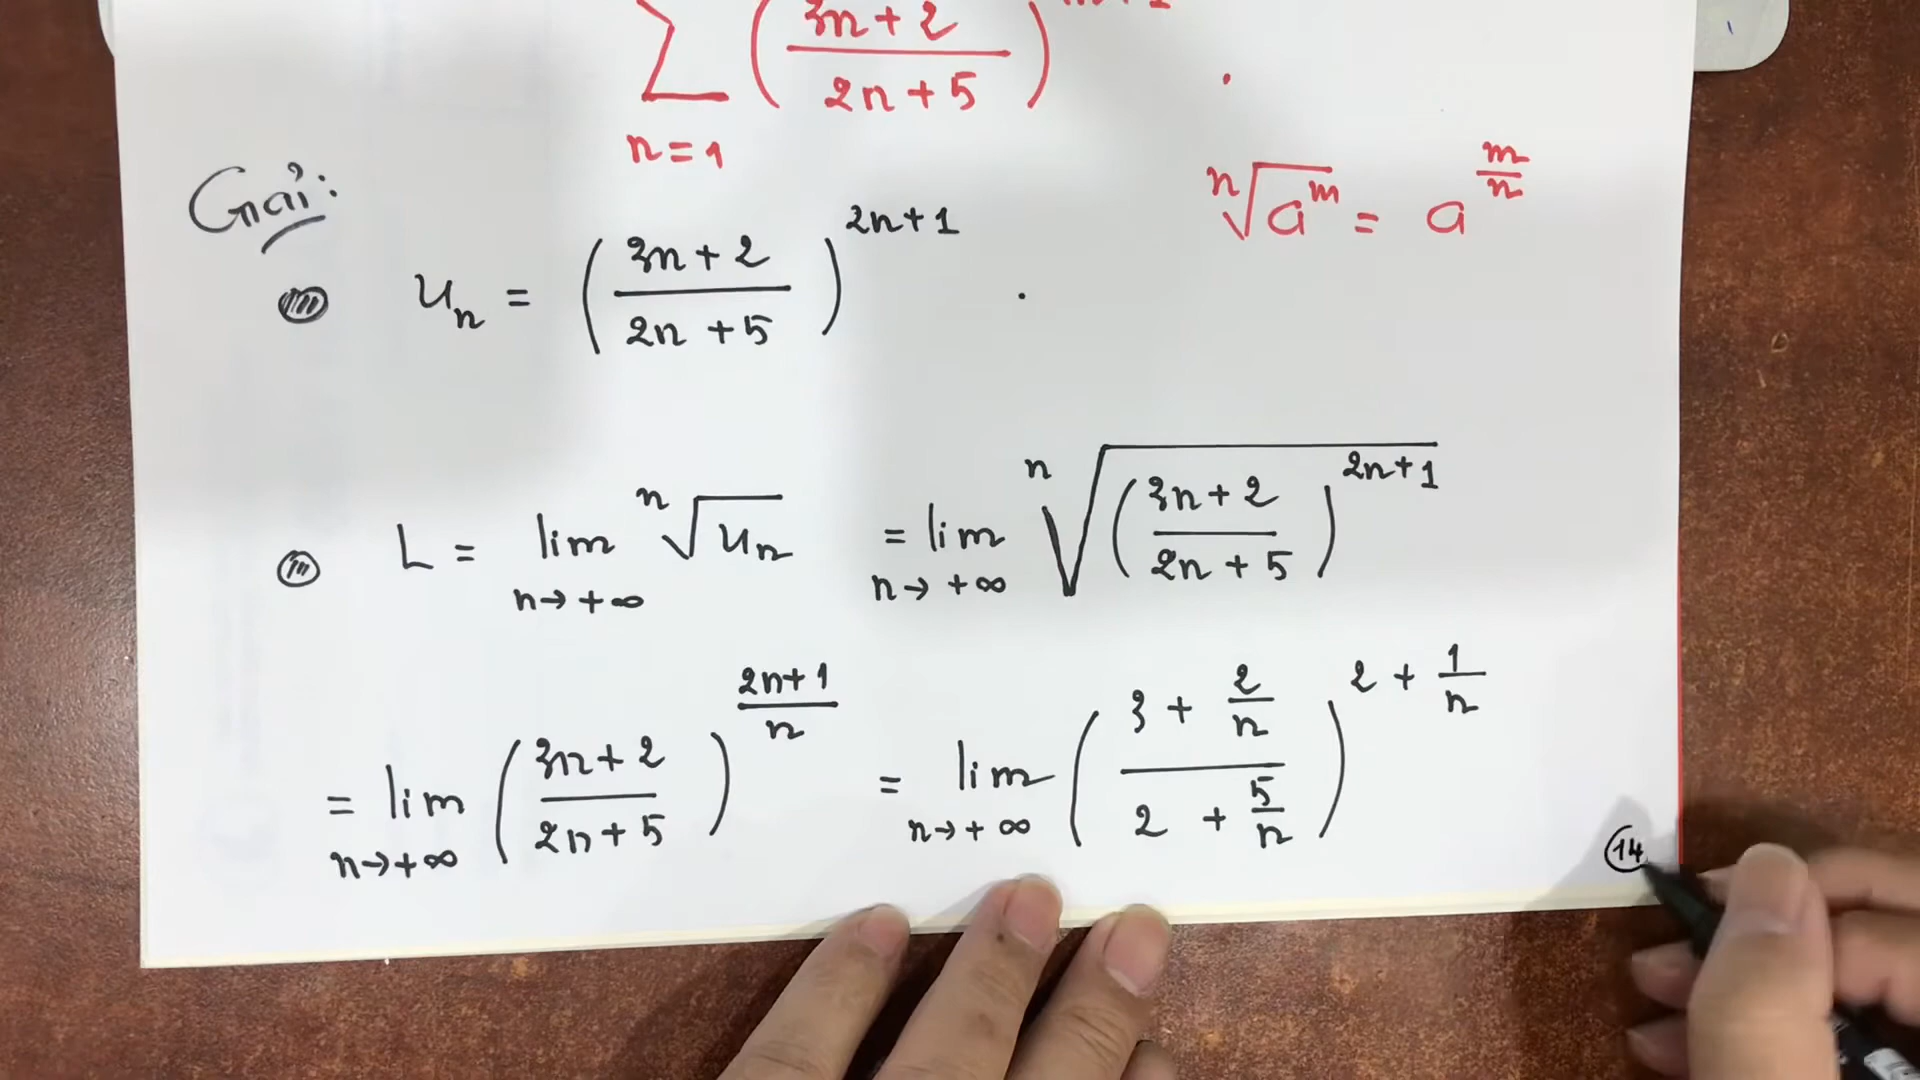 ∑ ( (3n+2)/(2n+5) ) .
n=1
ⁿ√(a^m) = a^(m/n)
Giải:
u_n = ( (3n+2)/(2n+5) )^(2n+1) .
L = lim_(n→+∞) ⁿ√(u_n) = lim_(n→+∞) ⁿ√( ( (3n+2)/(2n+5) )^(2n+1) )
= lim_(n→+∞) ( (3n+2)/(2n+5) )^((2n+1)/n) = lim_(n→+∞) ( (3 + 2/n)/(2 + 5/n) )^(2 + 1/n)
14